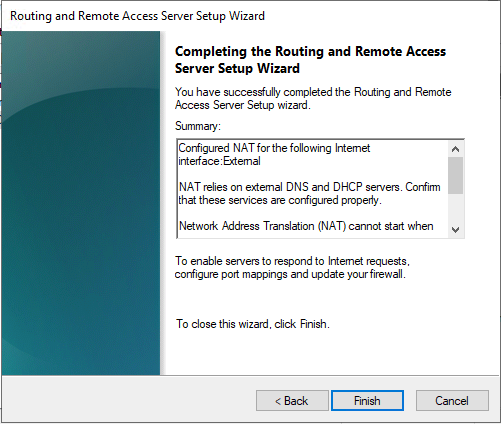 Routing and Remote Access Server Setup Wizard
Completing the Routing and Remote Access
Server Setup Wizard
You have successfully completed the Routing and Remote
Access Server Setup wizard.
Summary:
Configured NAT for the following Internet
interface:External
NAT relies on external DNS and DHCP servers. Confirm
that these services are configured properly.
Network Address Translation (NAT) cannot start when
To enable servers to respond to Internet requests,
configure port mappings and update your firewall.
To close this wizard, click Finish.
< Back
Finish
Cancel